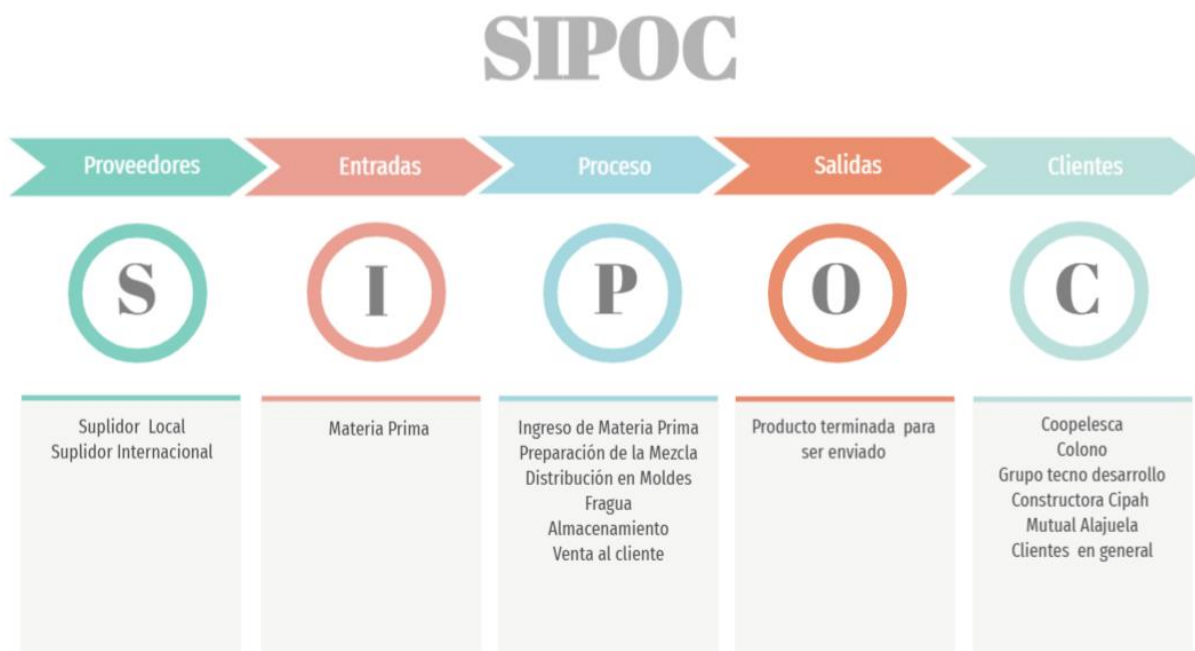 SIPOC
Proveedores
Entradas
Proceso
Salidas
Clientes
S
I
P
O
C
Suplidor Local
Suplidor Internacional
Materia Prima
Ingreso de Materia Prima
Preparación de la Mezcla
Distribución en Moldes
Fragua
Almacenamiento
Venta al cliente
Producto terminada para
ser enviado
Coopelesca
Colono
Grupo tecno desarrollo
Constructora Cipah
Mutual Alajuela
Clientes en general